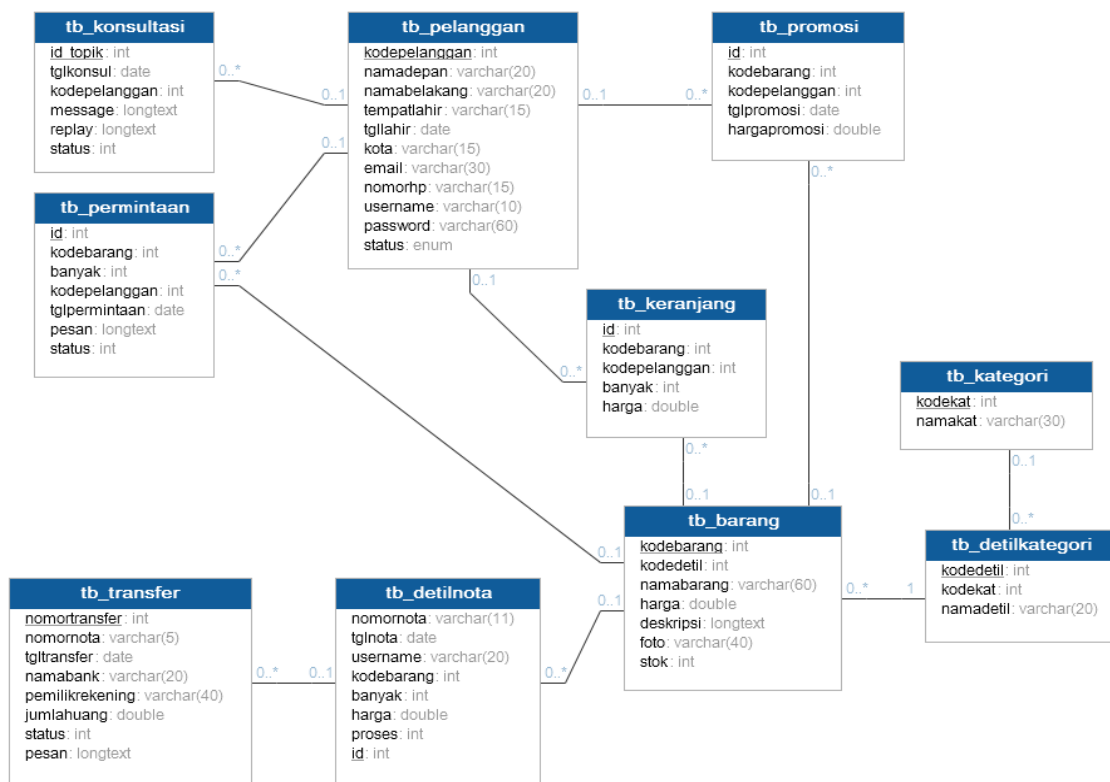 tb_konsultasi
id_topik: int
tglkonsul: date
kodepelanggan: int
message: longtext
replay: longtext
status: int
0..*
0..1
tb_pelanggan
kodepelanggan: int
namadepan: varchar(20)
namabelakang: varchar(20)
tempatlahir: varchar(15)
tgllahir: date
kota: varchar(15)
email: varchar(30)
nomorhp: varchar(15)
username: varchar(10)
password: varchar(60)
status: enum
0..1
0..*
tb_promosi
id: int
kodebarang: int
kodepelanggan: int
tglpromosi: date
hargapromosi: double
0..*
0..1
tb_permintaan
id: int
kodebarang: int
banyak: int
kodepelanggan: int
tglpermintaan: date
pesan: longtext
status: int
0..1
0..*
0..*
0..1
0..1
0..*
tb_keranjang
id: int
kodebarang: int
kodepelanggan: int
banyak: int
harga: double
0..*
0..1
tb_kategori
kodekat: int
namakat: varchar(30)
0..1
0..*
tb_barang
kodebarang: int
kodedetil: int
namabarang: varchar(60)
harga: double
deskripsi: longtext
foto: varchar(40)
stok: int
0..*
1
tb_detilkategori
kodedetil: int
kodekat: int
namadetil: varchar(20)
tb_transfer
nomortransfer: int
nomornota: varchar(5)
tgltransfer: date
namabank: varchar(20)
pemilikrekening: varchar(40)
jumlahuang: double
status: int
pesan: longtext
0..*
0..1
tb_detilnota
nomornota: varchar(11)
tglnota: date
username: varchar(20)
kodebarang: int
banyak: int
harga: double
proses: int
id: int
0..*
0..1